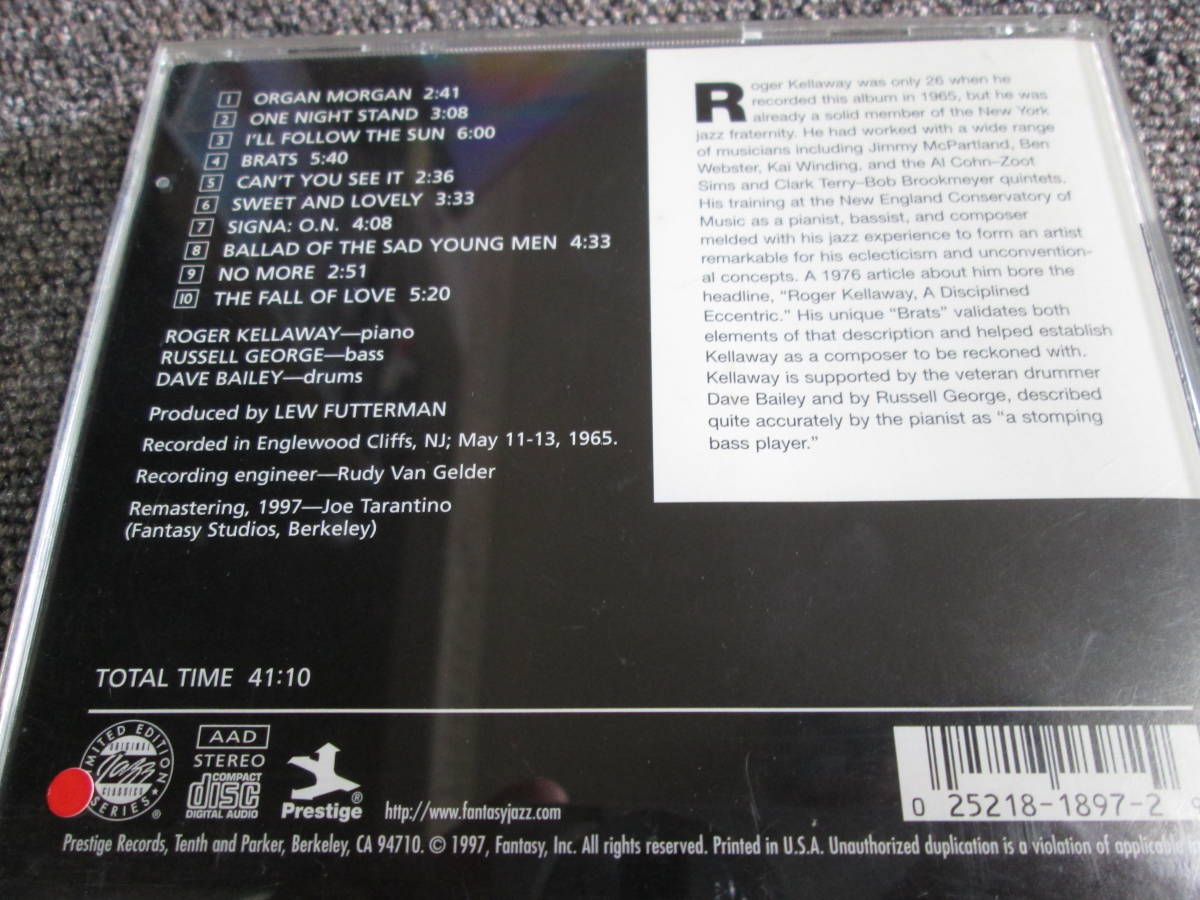 1 ORGAN MORGAN 2:41
2 ONE NIGHT STAND 3:08
3 I'LL FOLLOW THE SUN 6:00
4 BRATS 5:40
5 CAN'T YOU SEE IT 2:36
6 SWEET AND LOVELY 3:33
7 SIGNA: O.N. 4:08
8 BALLAD OF THE SAD YOUNG MEN 4:33
9 NO MORE 2:51
10 THE FALL OF LOVE 5:20
ROGER KELLAWAY—piano
RUSSELL GEORGE—bass
DAVE BAILEY—drums
Produced by LEW FUTTERMAN
Recorded in Englewood Cliffs, NJ; May 11-13, 1965.
Recording engineer—Rudy Van Gelder
Remastering, 1997—Joe Tarantino
(Fantasy Studios, Berkeley)
Roger Kellaway was only 26 when he
recorded this album in 1965, but he was
already a solid member of the New York
jazz fraternity. He had worked with a wide range
of musicians including Jimmy McPartland, Ben
Webster, Kai Winding, and the Al Cohn–Zoot
Sims and Clark Terry–Bob Brookmeyer quintets.
His training at the New England Conservatory of
Music as a pianist, bassist, and composer
melded with his jazz experience to form an artist
remarkable for his eclecticism and unconvention-
al concepts. A 1976 article about him bore the
headline, "Roger Kellaway, A Disciplined
Eccentric." His unique "Brats" validates both
elements of that description and helped establish
Kellaway as a composer to be reckoned with.
Kellaway is supported by the veteran drummer
Dave Bailey and by Russell George, described
quite accurately by the pianist as "a stomping
bass player."
TOTAL TIME 41:10
LIMITED EDITION
ORIGINAL
Jazz
CLASSICS
SERIES ®
AAD
STEREO
COMPACT
disc
DIGITAL AUDIO
Prestige®
http://www.fantasyjazz.com
0 25218-1897-2
Prestige Records, Tenth and Parker, Berkeley, CA 94710. © 1997, Fantasy, Inc. All rights reserved. Printed in U.S.A. Unauthorized duplication is a violation of applicable